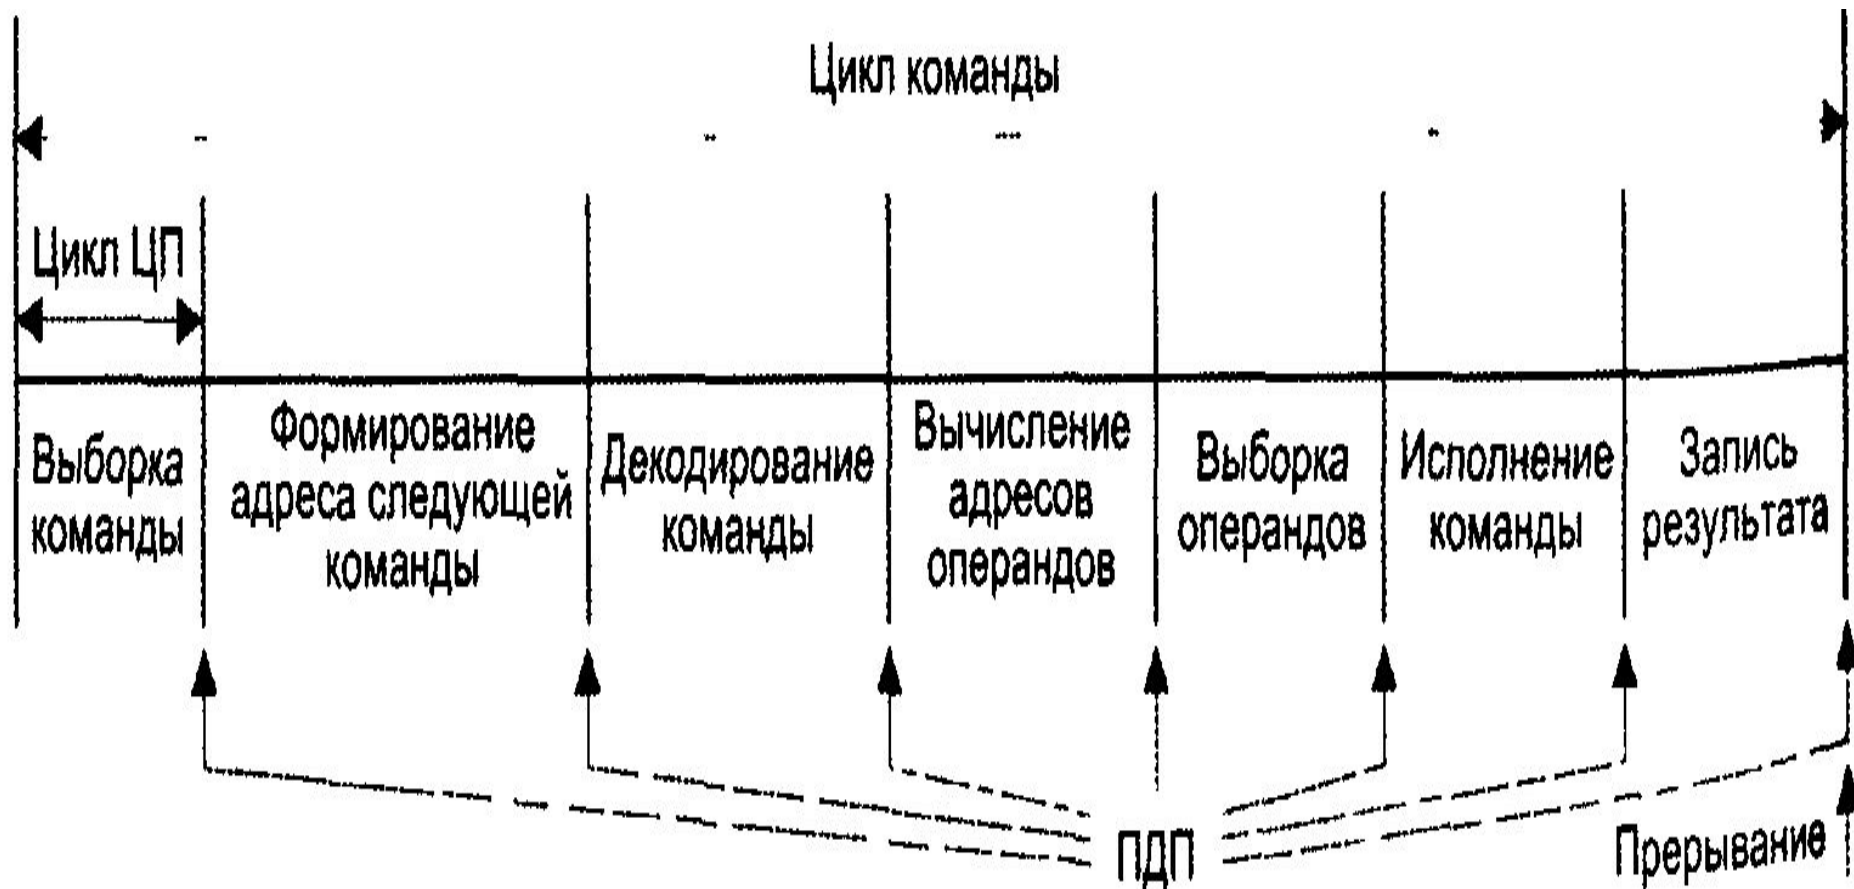 Цикл команды
Цикл ЦП
Выборка
команды
Формирование
адреса следующей
команды
Декодирование
команды
Вычисление
адресов
операндов
Выборка
операндов
Исполнение
команды
Запись
результата
ПДП
Прерывание